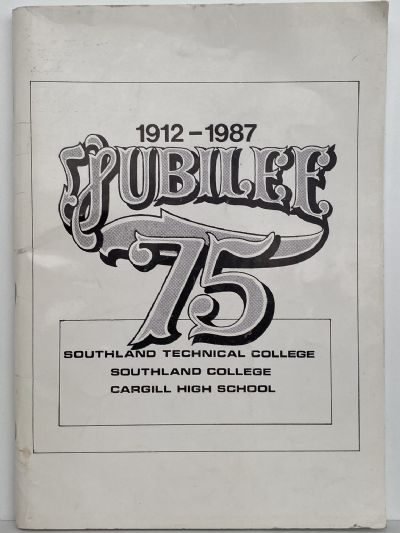 1912-1987
JUBILEE
75
SOUTHLAND TECHNICAL COLLEGE
SOUTHLAND COLLEGE
CARGILL HIGH SCHOOL